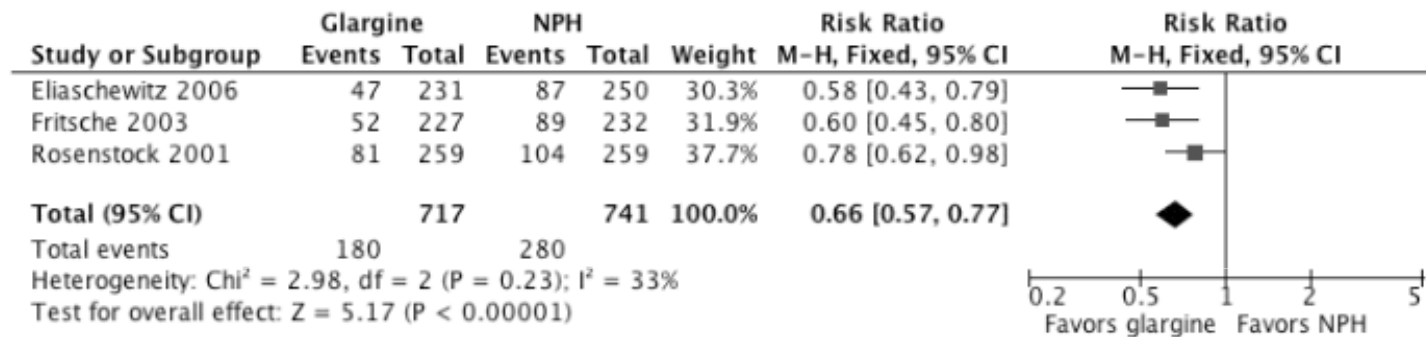 Glargine NPH Risk Ratio Risk Ratio
Study or Subgroup Events Total Events Total Weight M-H, Fixed, 95% CI M-H, Fixed, 95% CI
Eliaschewitz 2006 47 231 87 250 30.3% 0.58 [0.43, 0.79]
Fritsche 2003 52 227 89 232 31.9% 0.60 [0.45, 0.80]
Rosenstock 2001 81 259 104 259 37.7% 0.78 [0.62, 0.98]
Total (95% CI) 717 741 100.0% 0.66 [0.57, 0.77]
Total events 180 280
Heterogeneity: Chi² = 2.98, df = 2 (P = 0.23); I² = 33%
Test for overall effect: Z = 5.17 (P < 0.00001)
0.2 0.5 1 2 5
Favors glargine Favors NPH